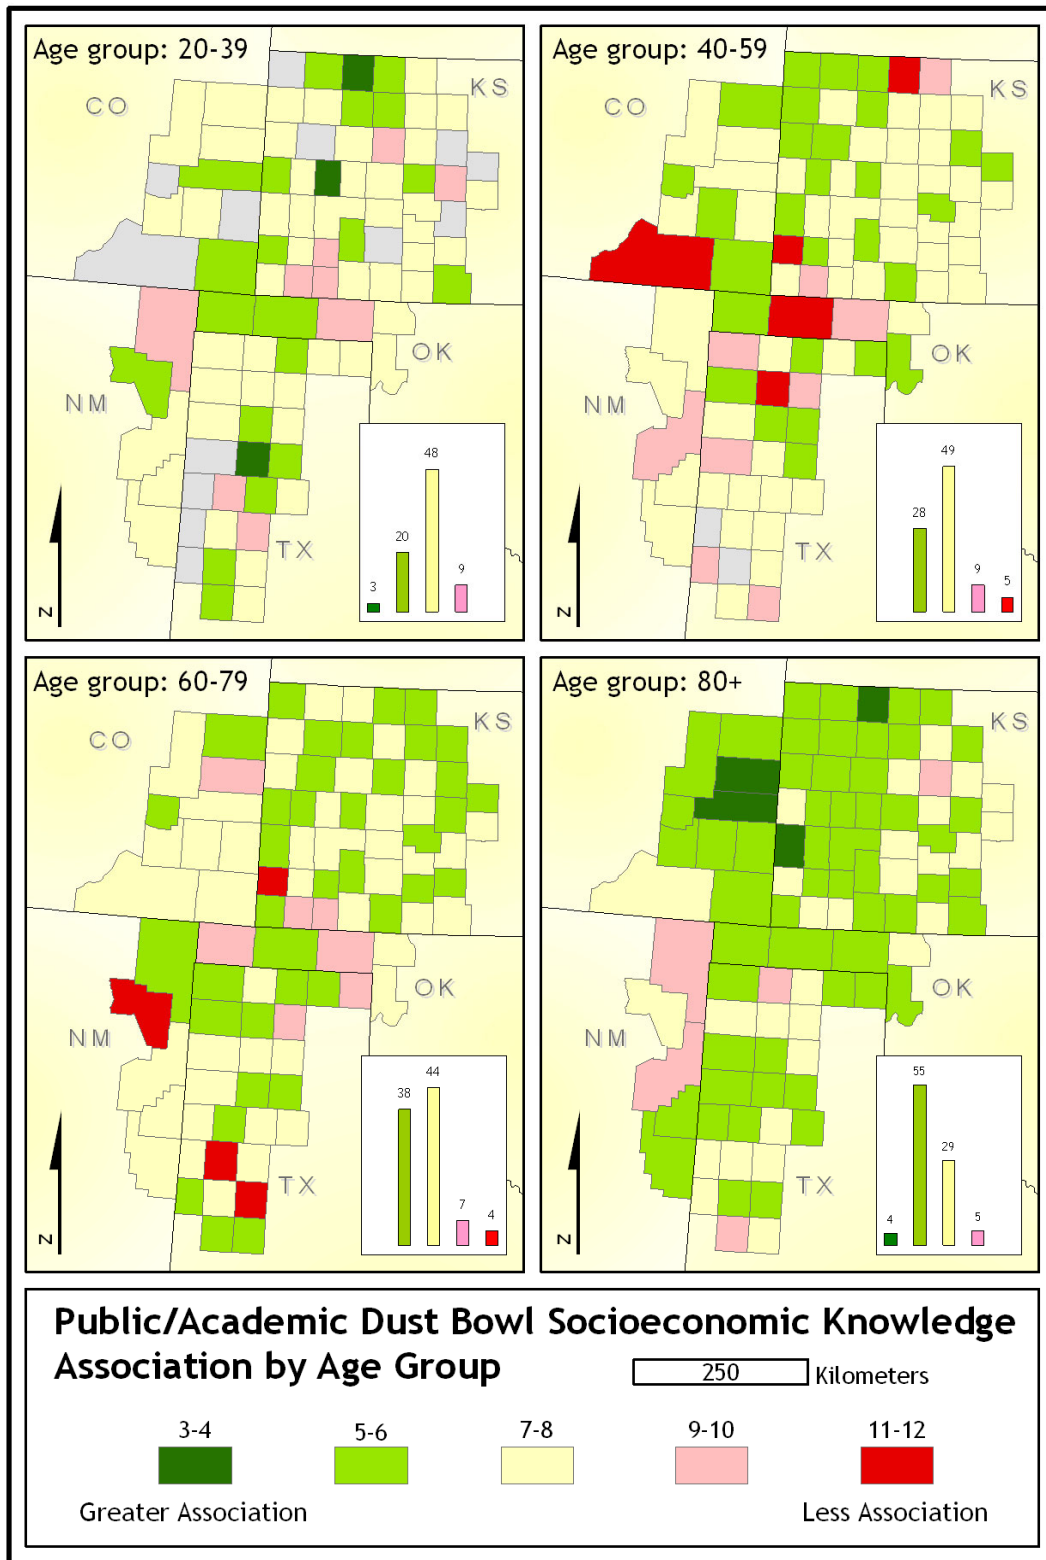 Age group: 20-39
CO
KS
NM
OK
TX
N
3
20
48
9
Age group: 40-59
CO
KS
NM
OK
TX
N
28
49
9
5
Age group: 60-79
CO
KS
NM
OK
TX
N
38
44
7
4
Age group: 80+
CO
KS
NM
OK
TX
N
4
55
29
5
Public/Academic Dust Bowl Socioeconomic Knowledge
Association by Age Group
250 Kilometers
3-4 5-6 7-8 9-10 11-12
Greater Association Less Association